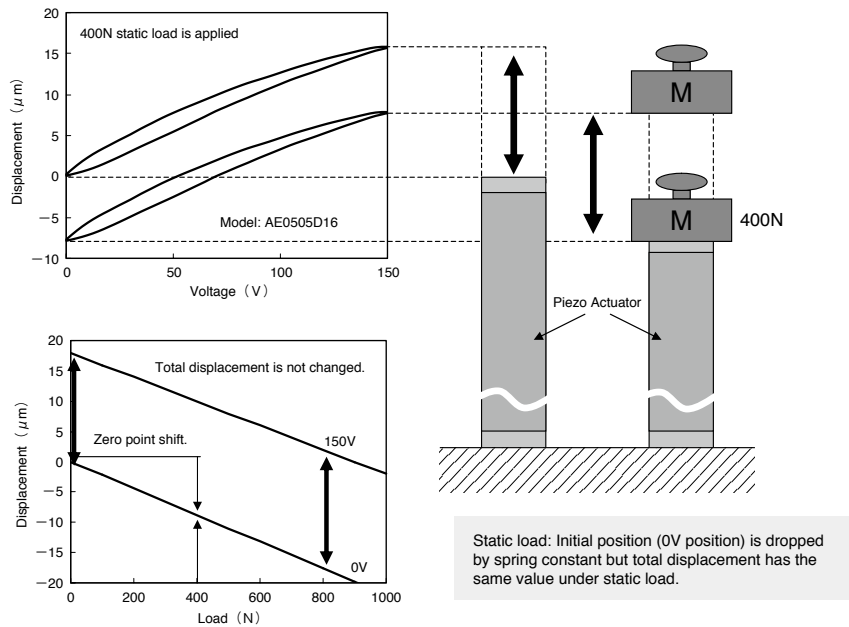 20
400N static load is applied
15
10
5
0
−5
−10
Displacement（μm）
Model: AE0505D16
0
50
100
150
Voltage（V）
M
M
400N
Piezo Actuator
20
15
10
5
0
−5
−10
−15
−20
Displacement（μm）
Total displacement is not changed.
Zero point shift.
150V
0V
0
200
400
600
800
1000
Load（N）
Static load: Initial position (0V position) is dropped
by spring constant but total displacement has the
same value under static load.